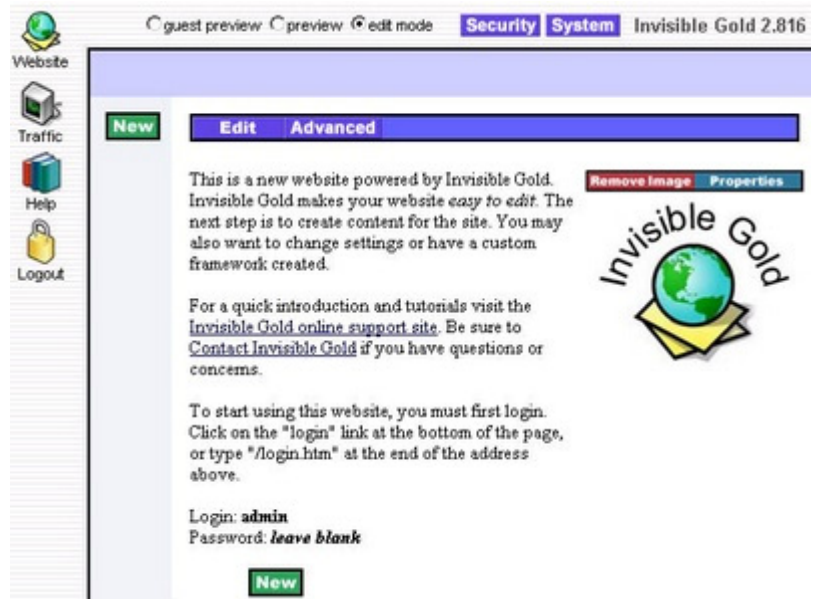 guest preview preview edit mode Security System Invisible Gold 2.816
Website
Traffic
Help
Logout
New
Edit Advanced
This is a new website powered by Invisible Gold.
Invisible Gold makes your website easy to edit. The
next step is to create content for the site. You may
also want to change settings or have a custom
framework created.
For a quick introduction and tutorials visit the
Invisible Gold online support site. Be sure to
Contact Invisible Gold if you have questions or
concerns.
To start using this website, you must first login.
Click on the "login" link at the bottom of the page,
or type "/login.htm" at the end of the address
above.
Login: admin
Password: leave blank
New
Remove Image Properties
Invisible Gold